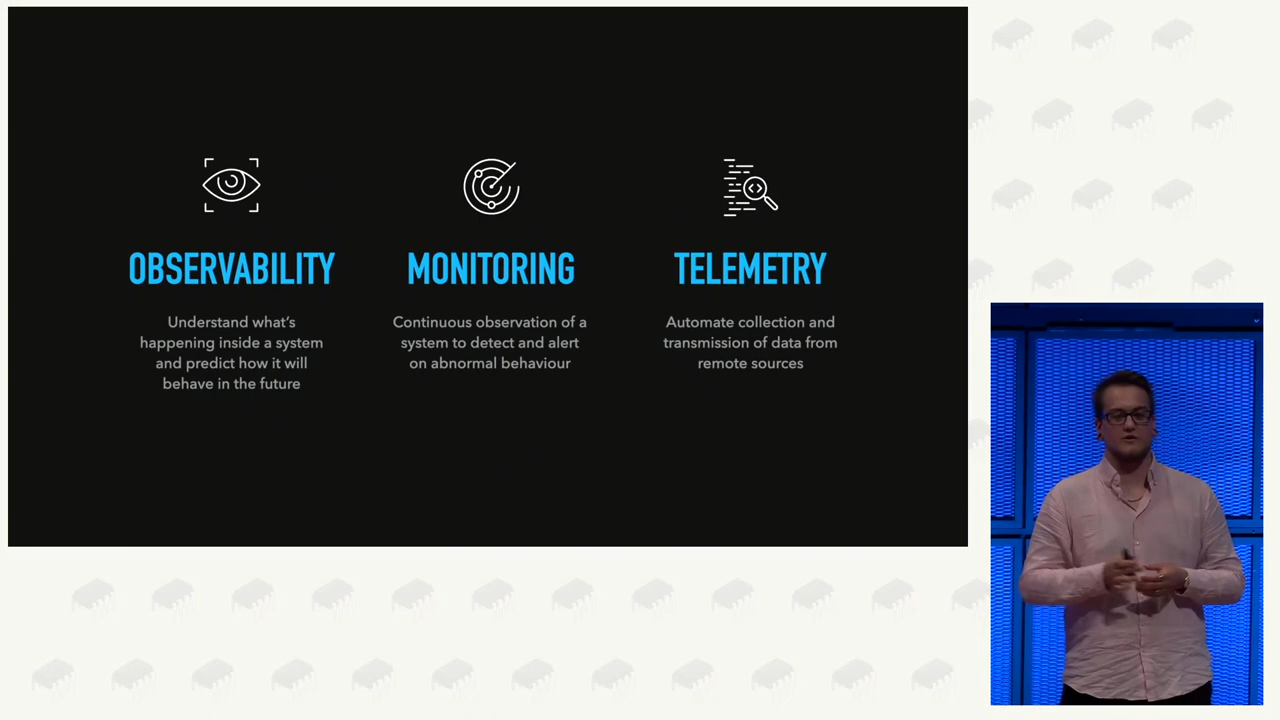 OBSERVABILITY
Understand what's
happening inside a system
and predict how it will
behave in the future
MONITORING
Continuous observation of a
system to detect and alert
on abnormal behaviour
TELEMETRY
Automate collection and
transmission of data from
remote sources